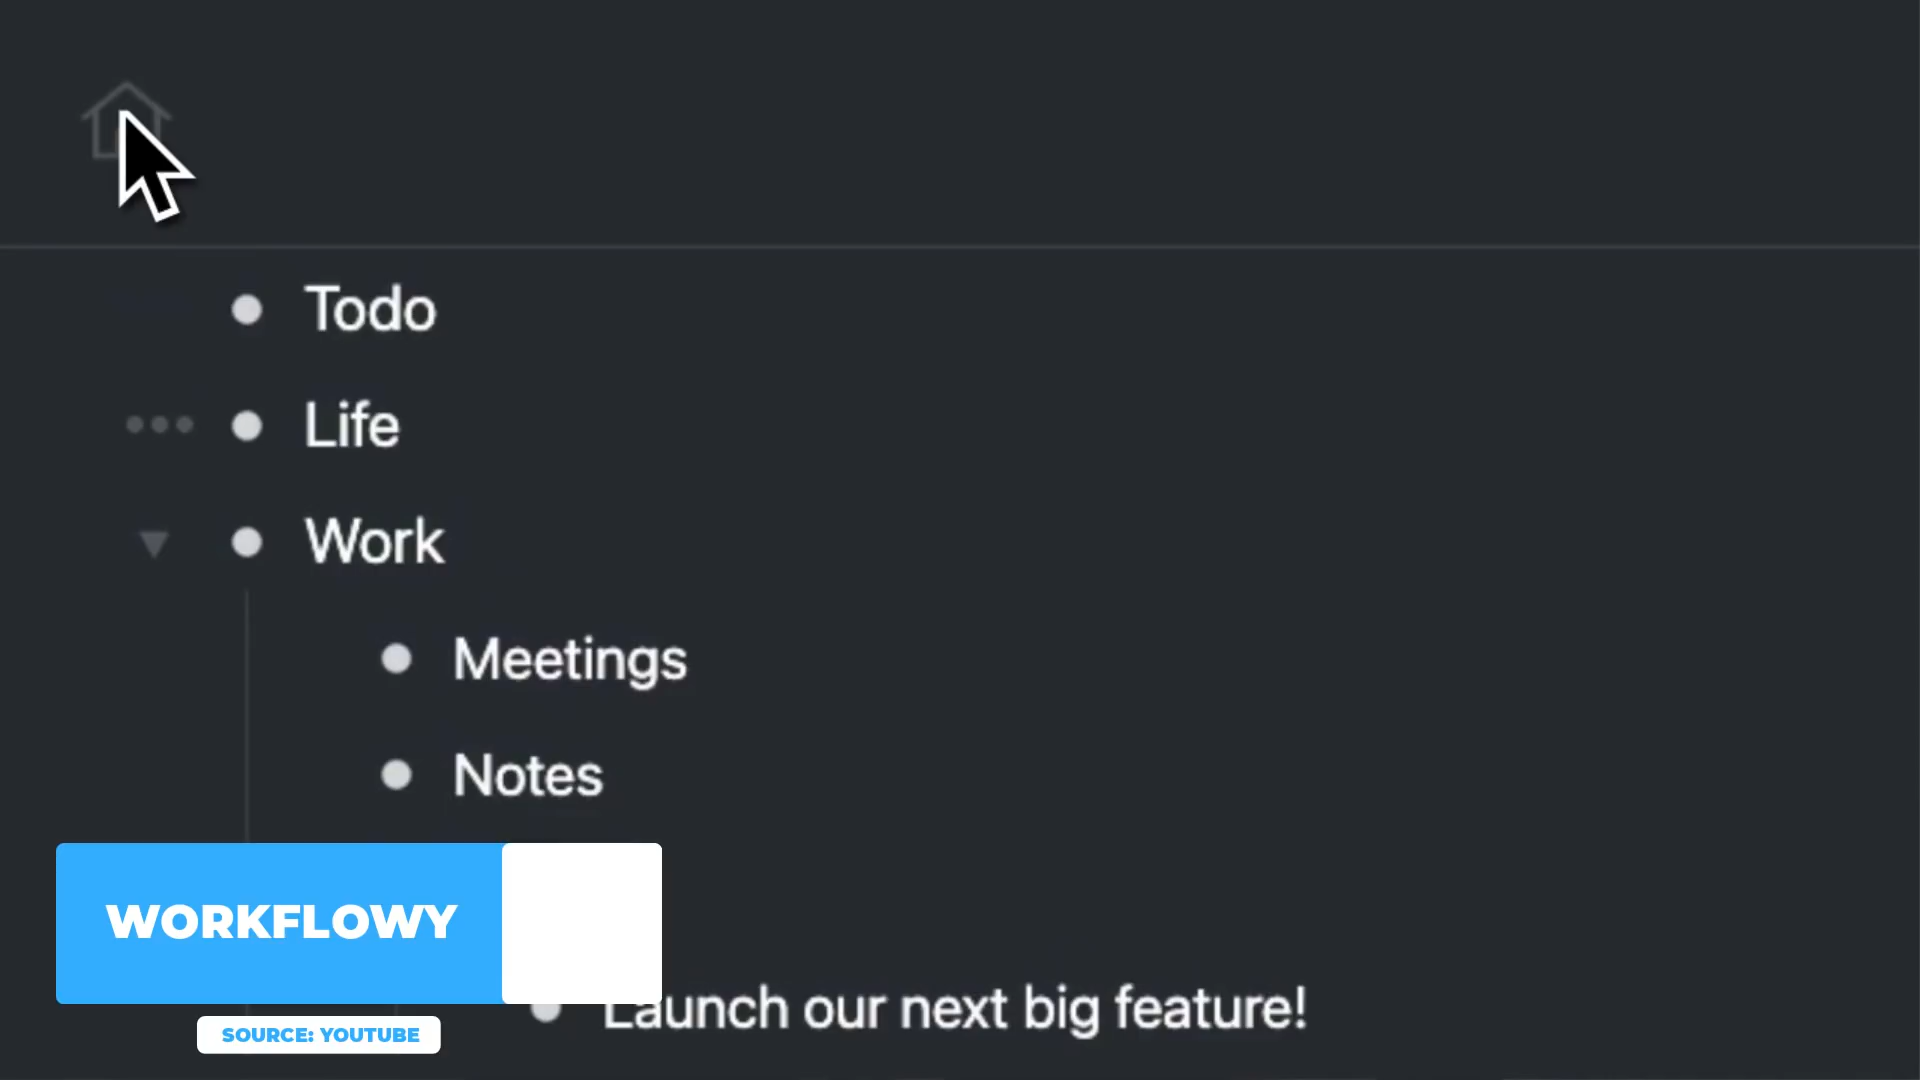 Todo
Life
Work
Meetings
Notes
WORKFLOWY
Launch our next big feature!
SOURCE: YOUTUBE